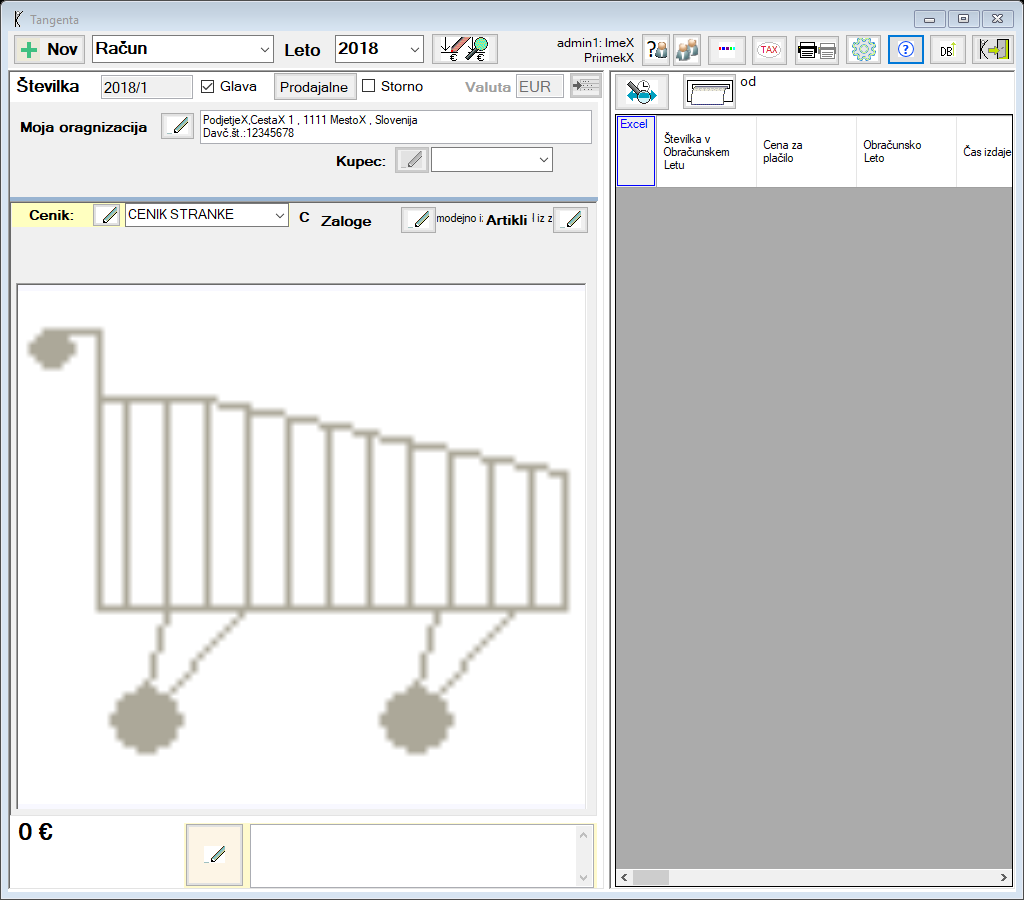 Tangenta
Nov
Račun
Leto
2018
admin1: ImeX
PriimekX
TAX
DB
Številka
2018/1
Glava
Prodajalne
Storno
Valuta
EUR
Moja oragnizacija
PodjetjeX,CestaX 1 , 1111 MestoX , Slovenija
Davč.št.:12345678
Kupec:
Cenik:
CENIK STRANKE
C
Zaloge
modejno i:
Artikli
l iz z
0 €
od
Excel
Številka v
Obračunskem
Letu
Cena za
plačilo
Obračunsko
Leto
Čas izdaje